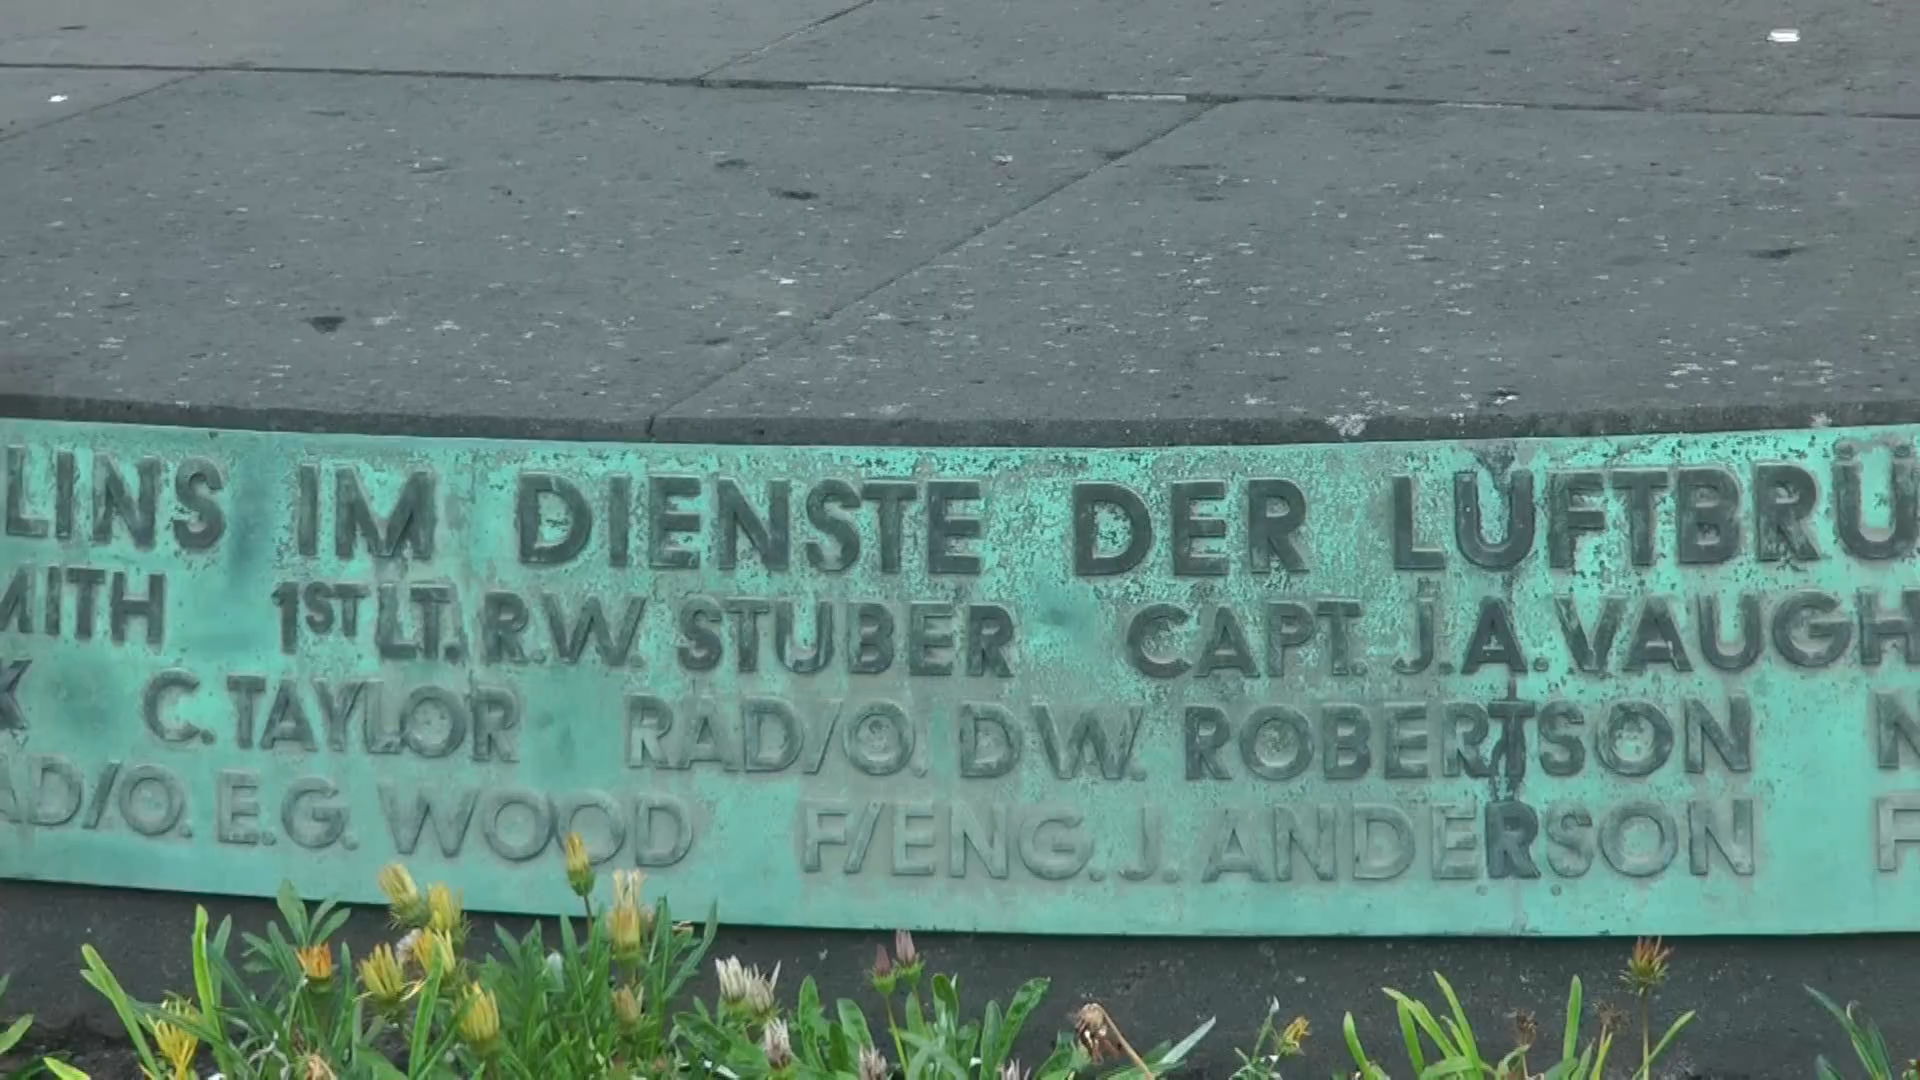 LINS IM DIENSTE DER LUFTBRÜ
MITH 1ST LT. R.W. STUBER CAPT. J.A. VAUGH
K C. TAYLOR RAD/O. D.W. ROBERTSON N
AD/O. E.G. WOOD F/ENG. J. ANDERSON F